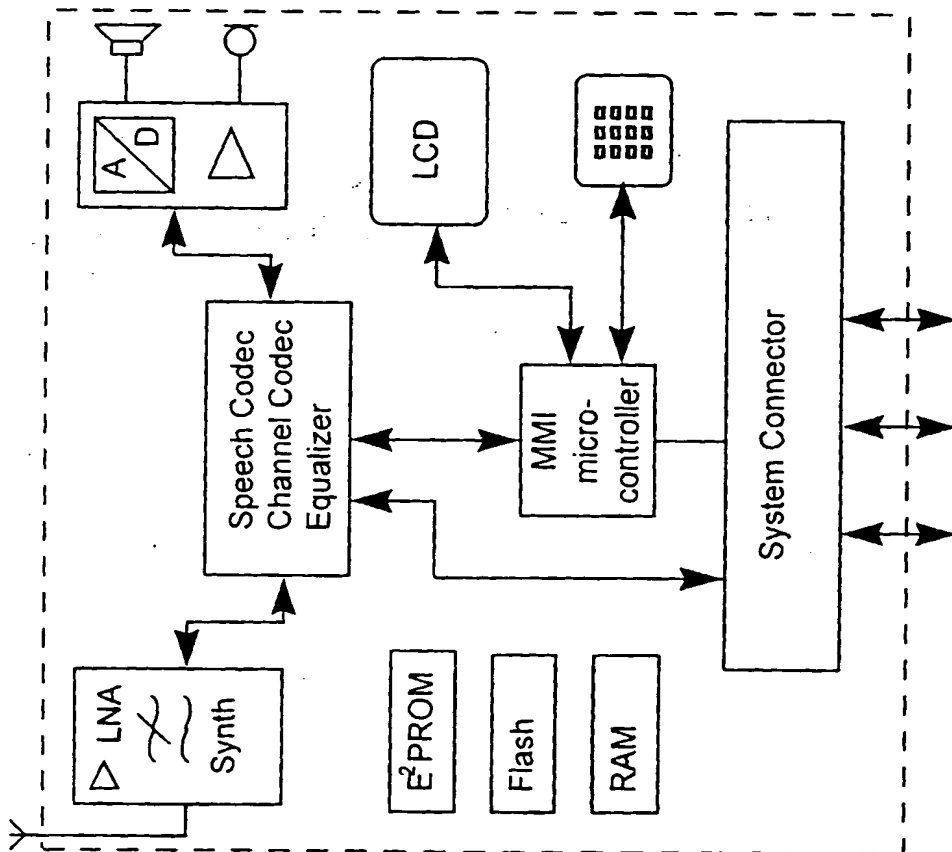 LNA
Synth
Speech Codec
Channel Codec
Equalizer
A
D
E²PROM
Flash
RAM
MMI
micro-
controller
LCD
System Connector